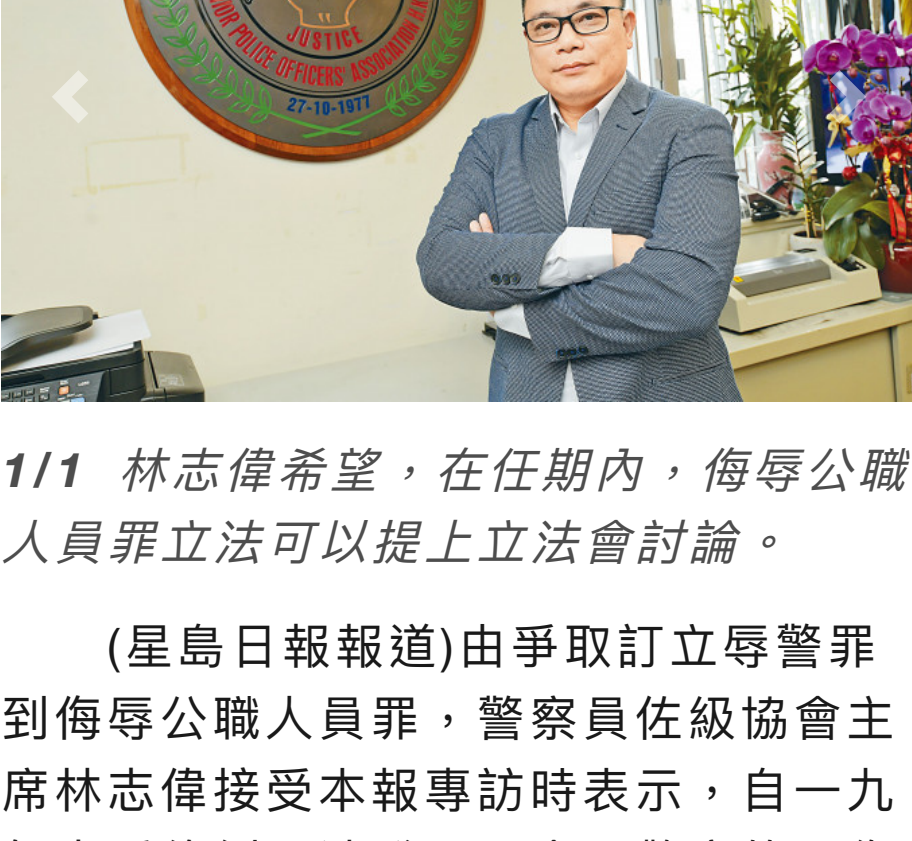 JUSTICE
JUNIOR POLICE OFFICERS' ASSOCIATION
27-10-1977
1/1 林志偉希望，在任期內，侮辱公職
人員罪立法可以提上立法會討論。
(星島日報報道)由爭取訂立辱警罪
到侮辱公職人員罪，警察員佐級協會主
席林志偉接受本報專訪時表示，自一九